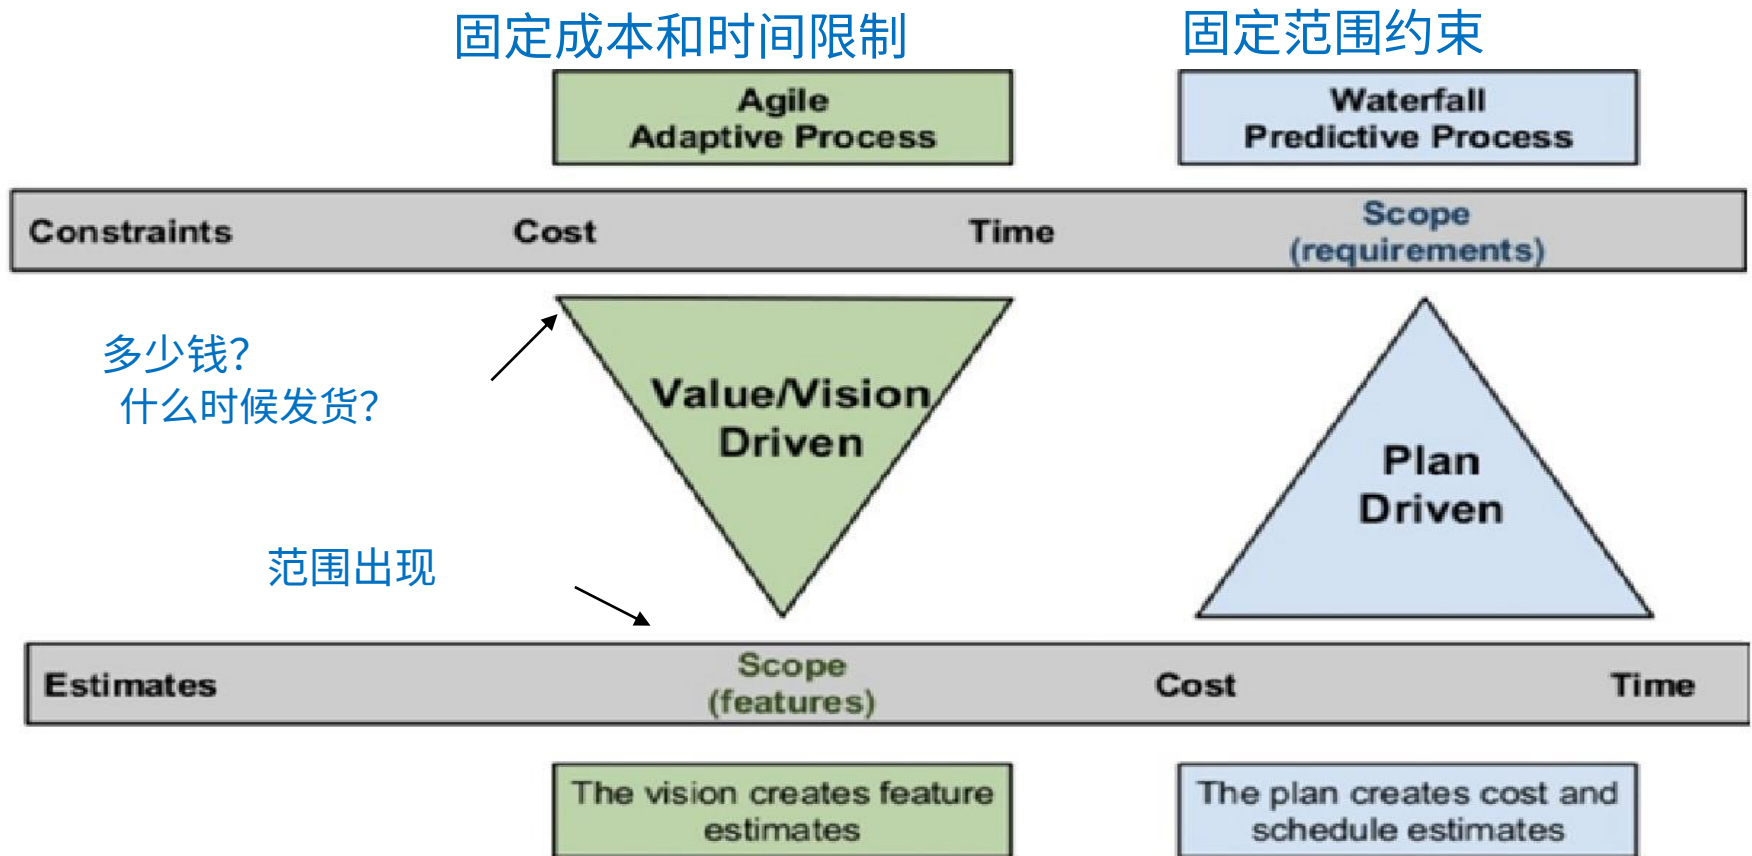 固定成本和时间限制
固定范围约束
Agile
Adaptive Process
Waterfall
Predictive Process
Constraints
Cost
Time
Scope
(requirements)
多少钱?
什么时候发货?
Value/Vision
Driven
Plan
Driven
范围出现
Estimates
Scope
(features)
Cost
Time
The vision creates feature
estimates
The plan creates cost and
schedule estimates